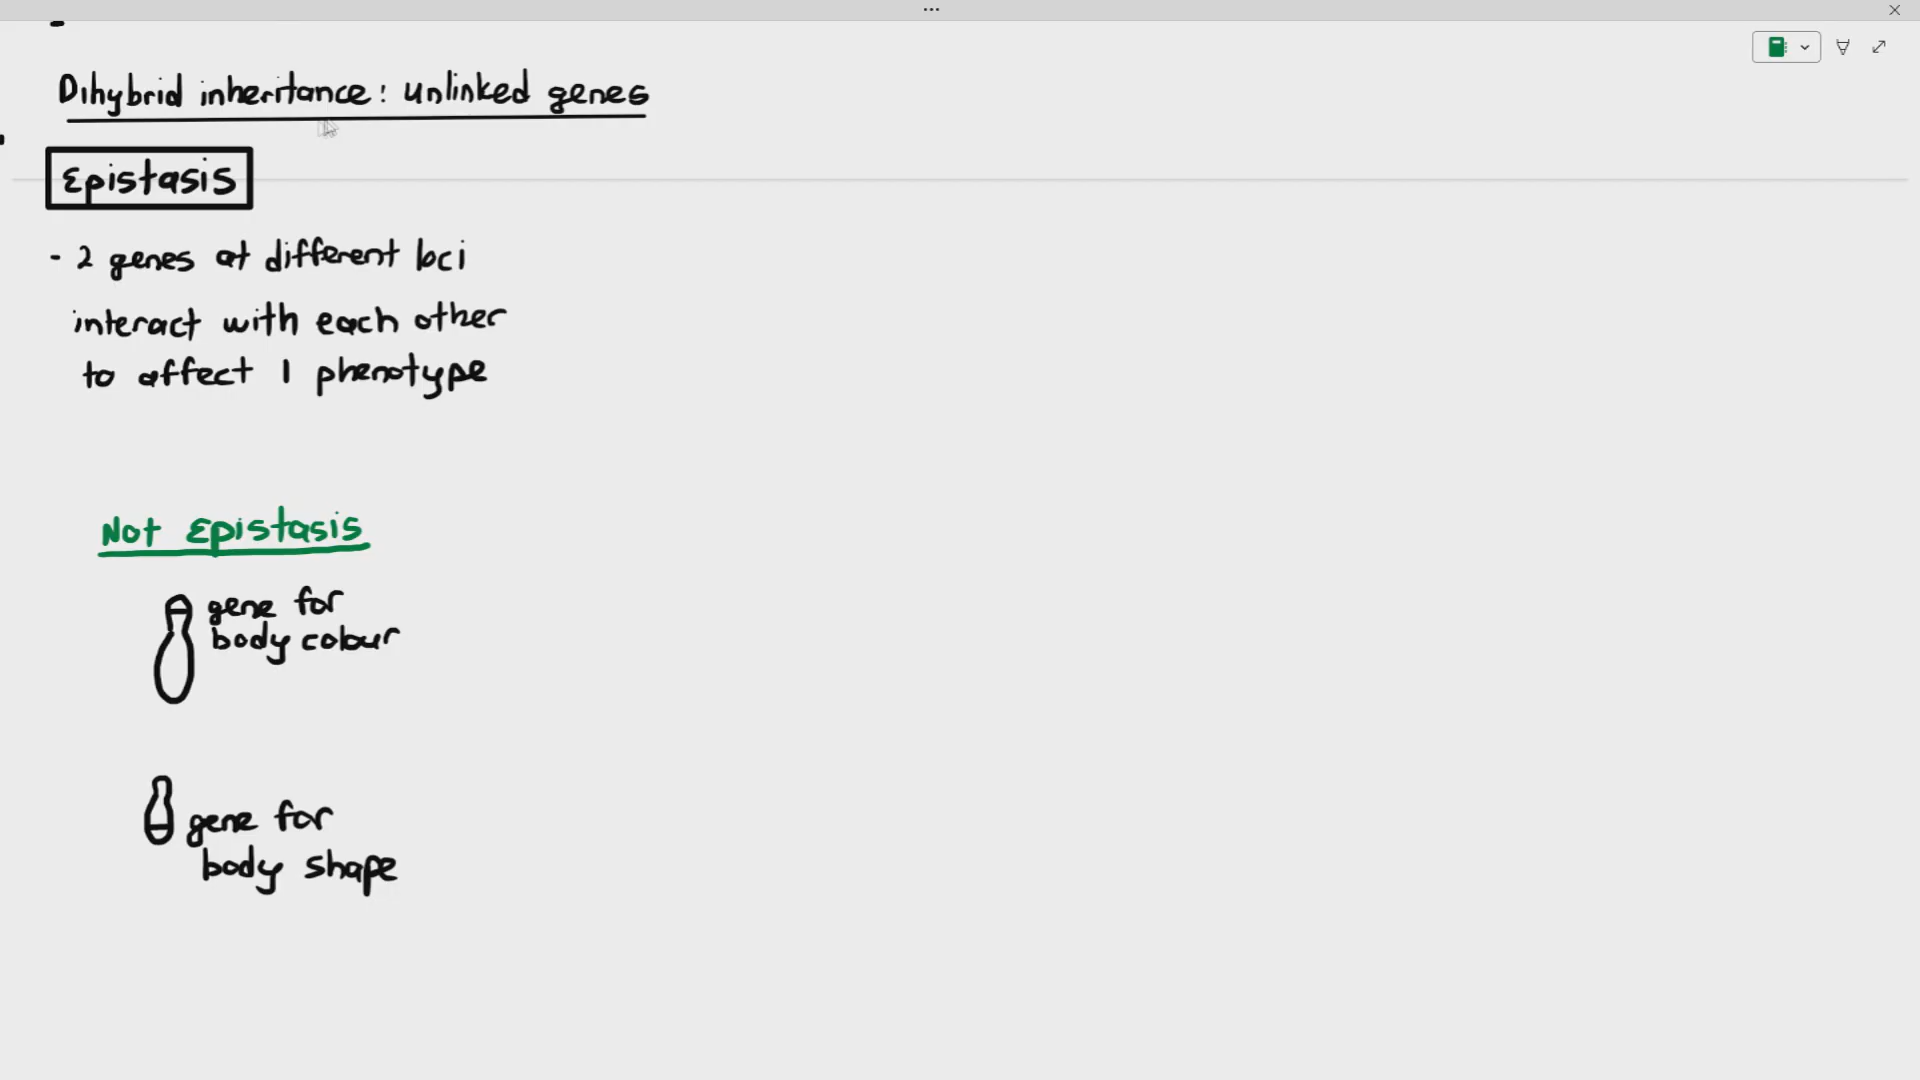 Dihybrid inheritance: unlinked genes
Epistasis
- 2 genes at different loci
interact with each other
to affect 1 phenotype
Not Epistasis
gene for
body colour
gene for
body shape